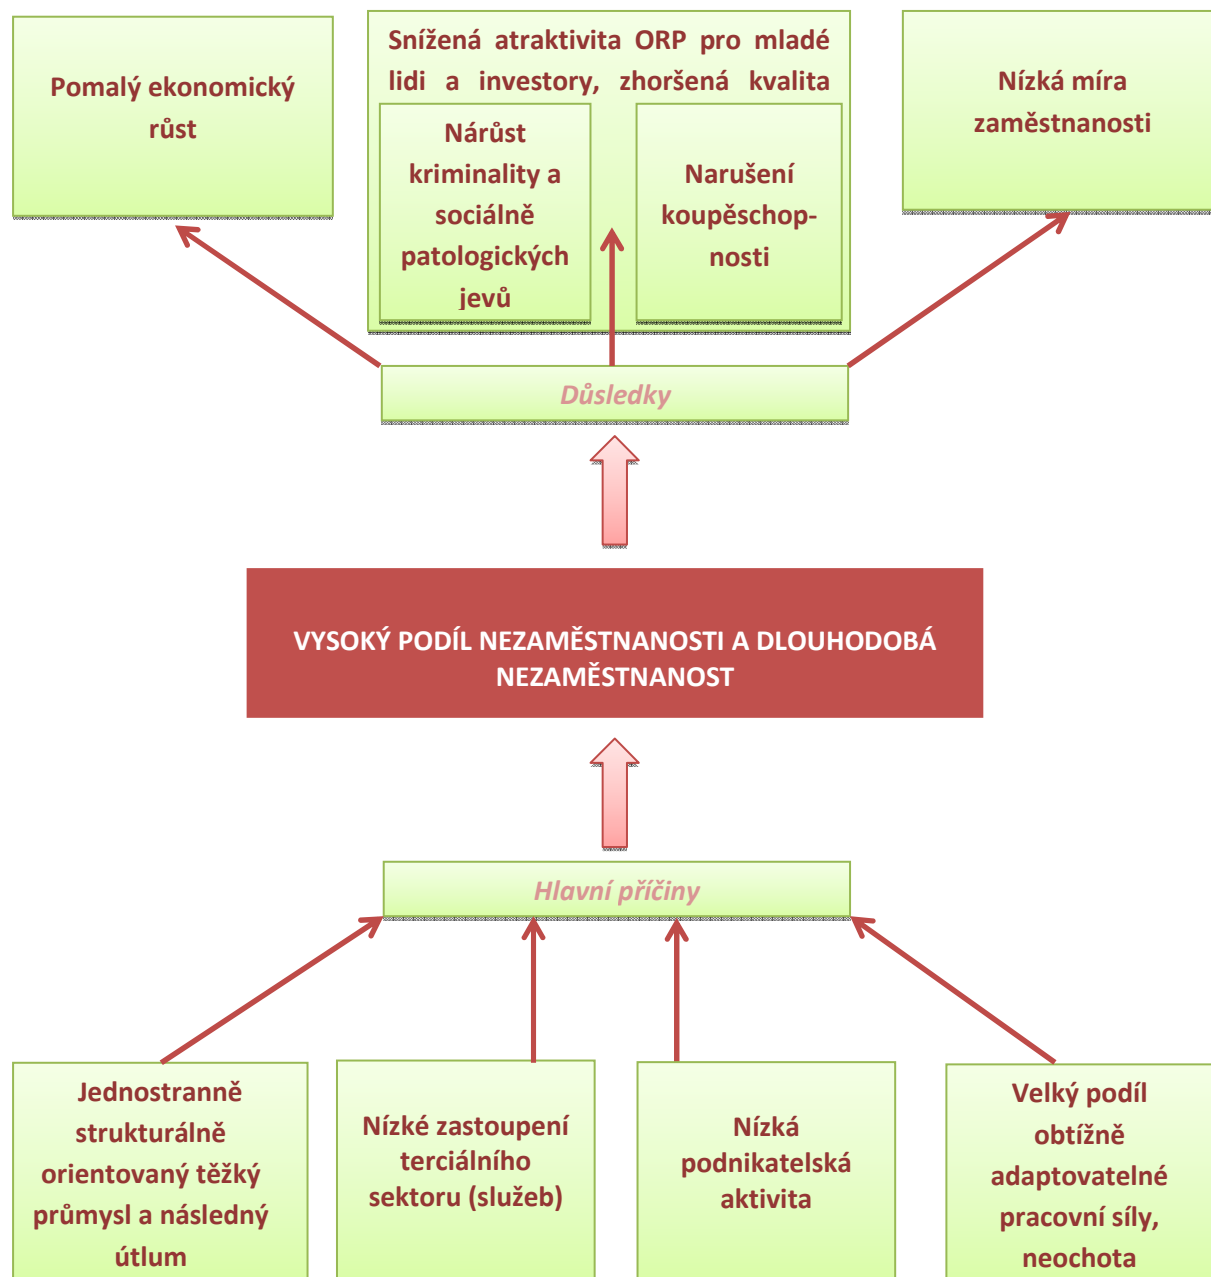 Pomalý ekonomický
růst
Snížená atraktivita ORP pro mladé
lidi a investory, zhoršená kvalita
Nárůst
kriminality a
sociálně
patologických
jevů
Narušení
koupěschop-
nosti
Nízká míra
zaměstnanosti
Důsledky
VYSOKÝ PODÍL NEZAMĚSTNANOSTI A DLOUHODOBÁ
NEZAMĚSTNANOST
Hlavní příčiny
Jednostranně
strukturálně
orientovaný těžký
průmysl a následný
útlum
Nízké zastoupení
terciálního
sektoru (služeb)
Nízká
podnikatelská
aktivita
Velký podíl
obtížně
adaptovatelné
pracovní síly,
neochota